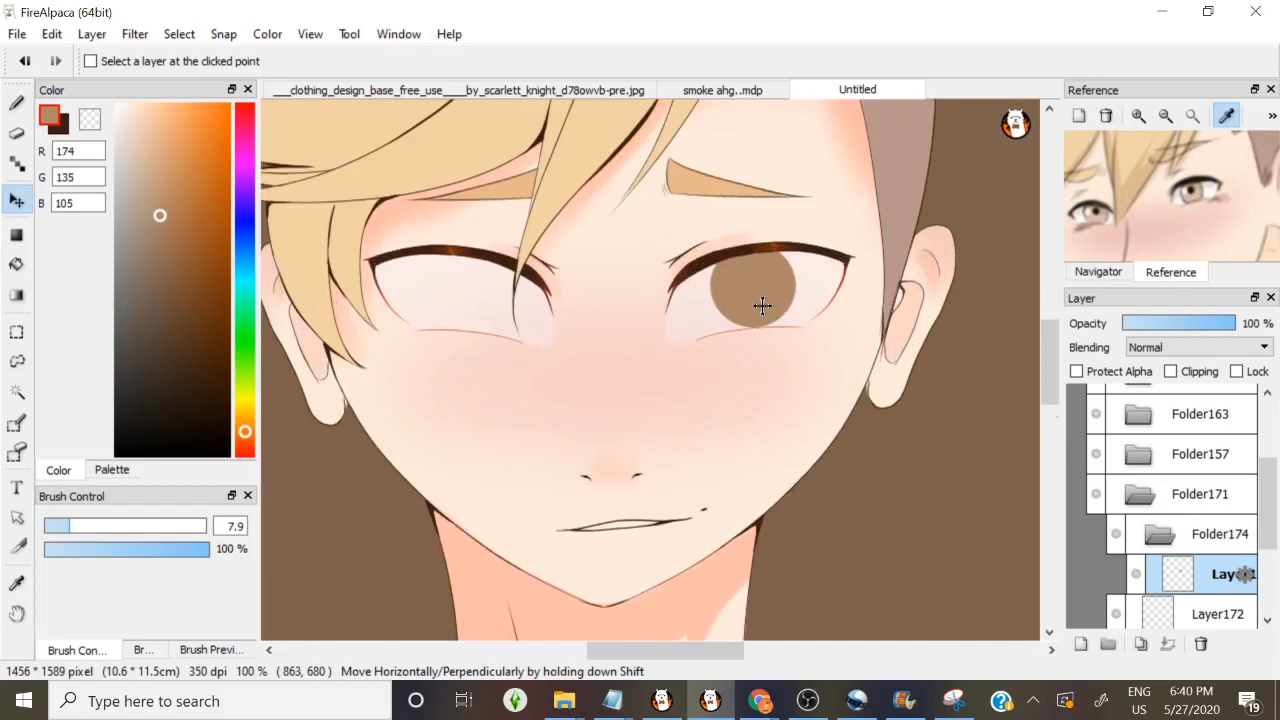 FireAlpaca (64bit)
File Edit Layer Filter Select Snap Color View Tool Window Help
Select a layer at the clicked point
Color
___clothing_design_base_free_use____by_scarlett_knight_d78owvb-pre.jpg
smoke ahg..mdp
Untitled
Reference
R 174
G 135
B 105
»
Navigator Reference
Layer
Opacity 100 %
Blending Normal
Protect Alpha Clipping Lock
Folder163
Folder157
Folder171
Folder174
Layer172
Color Palette
Brush Control
7.9
100 %
Brush Con... Br... Brush Previ...
1456 * 1589 pixel (10.6 * 11.5cm) 350 dpi 100 % ( 863, 680 ) Move Horizontally/Perpendicularly by holding down Shift
Type here to search
ENG
US
6:40 PM
5/27/2020
19